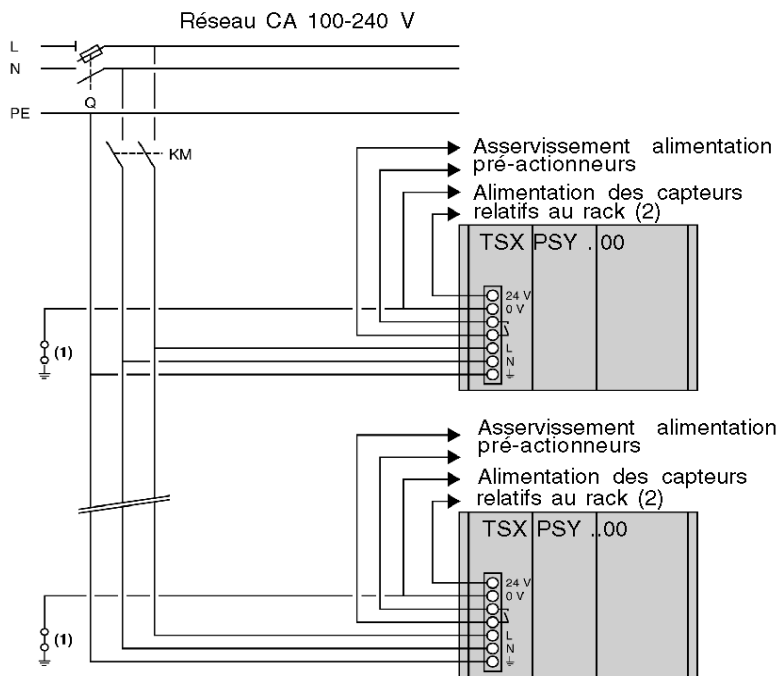 Réseau CA 100-240 V
L
N
Q
PE
KM
Asservissement alimentation
pré-actionneurs
Alimentation des capteurs
relatifs au rack (2)
TSX PSY . 00
24 V
0 V
L
N
(1)
Asservissement alimentation
pré-actionneurs
Alimentation des capteurs
relatifs au rack (2)
TSX PSY ..00
24 V
0 V
L
N
(1)